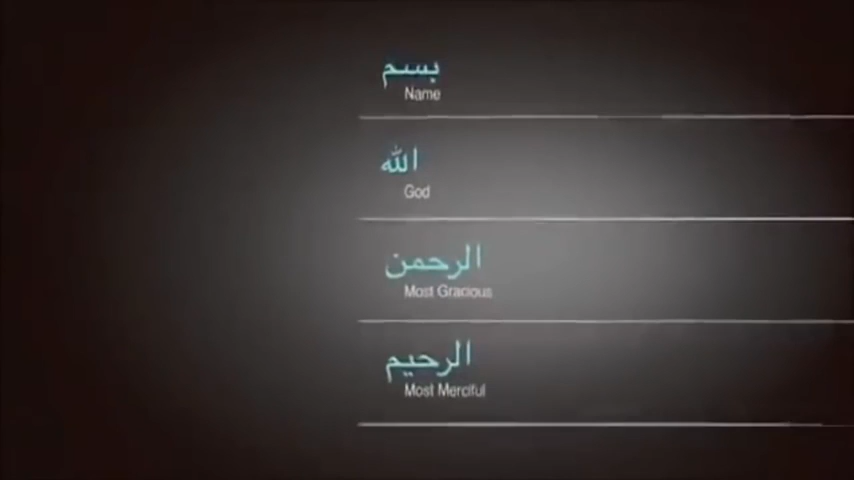 بسم
Name
الله
God
الرحمن
Most Gracious
الرحيم
Most Merciful